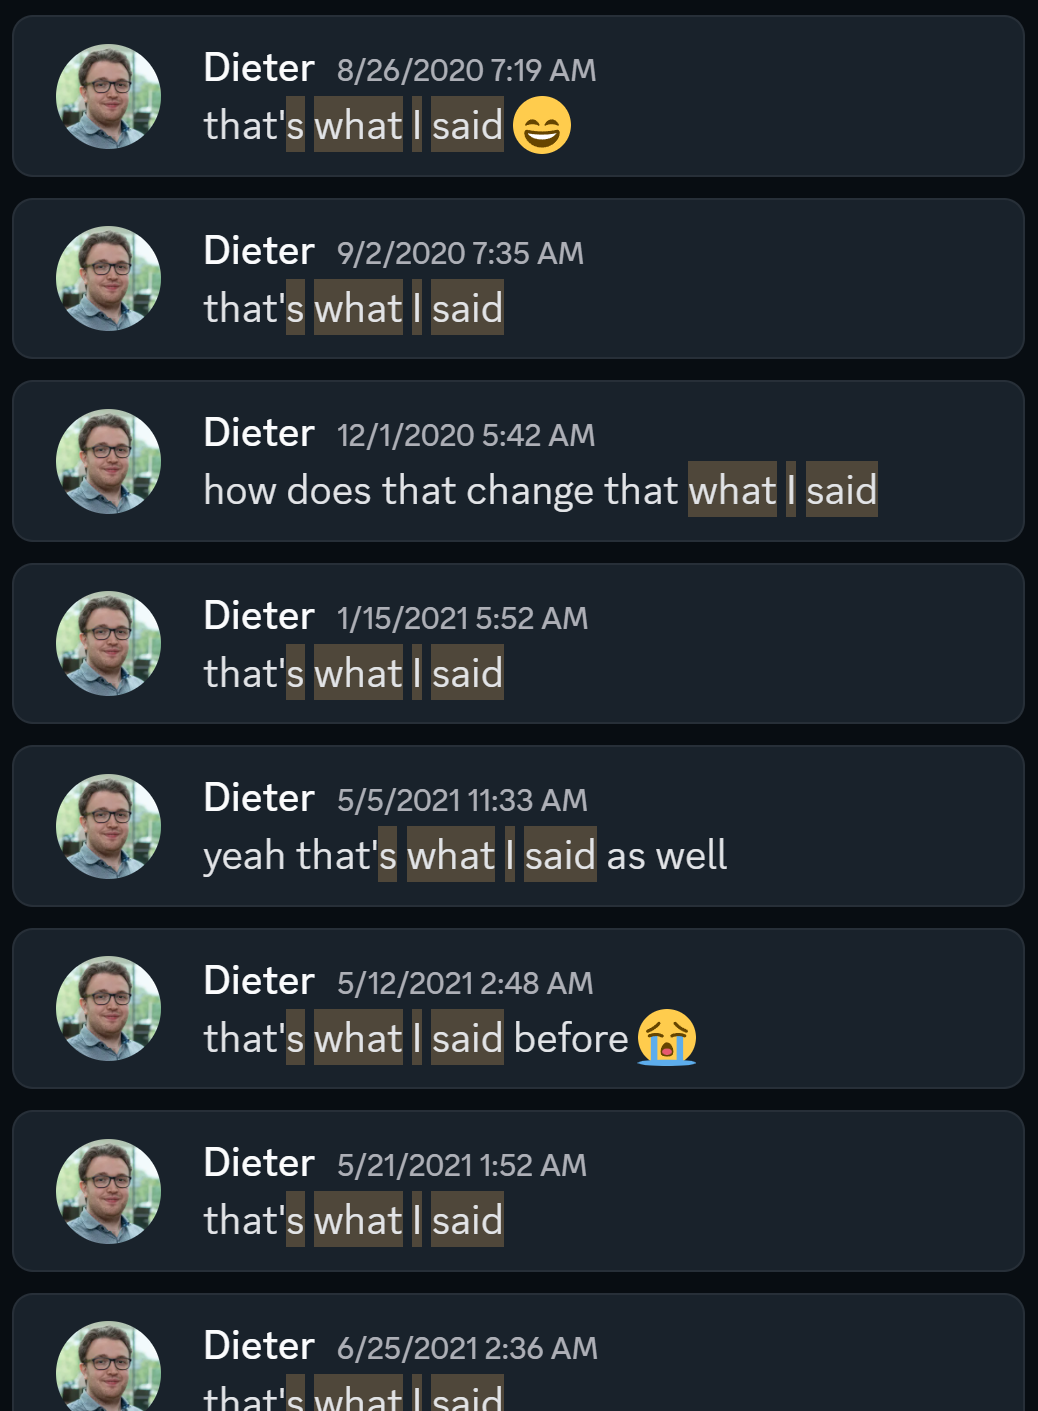 Dieter 8/26/2020 7:19 AM
that's what I said 😄
Dieter 9/2/2020 7:35 AM
that's what I said
Dieter 12/1/2020 5:42 AM
how does that change that what I said
Dieter 1/15/2021 5:52 AM
that's what I said
Dieter 5/5/2021 11:33 AM
yeah that's what I said as well
Dieter 5/12/2021 2:48 AM
that's what I said before 😭
Dieter 5/21/2021 1:52 AM
that's what I said
Dieter 6/25/2021 2:36 AM
that's what I said